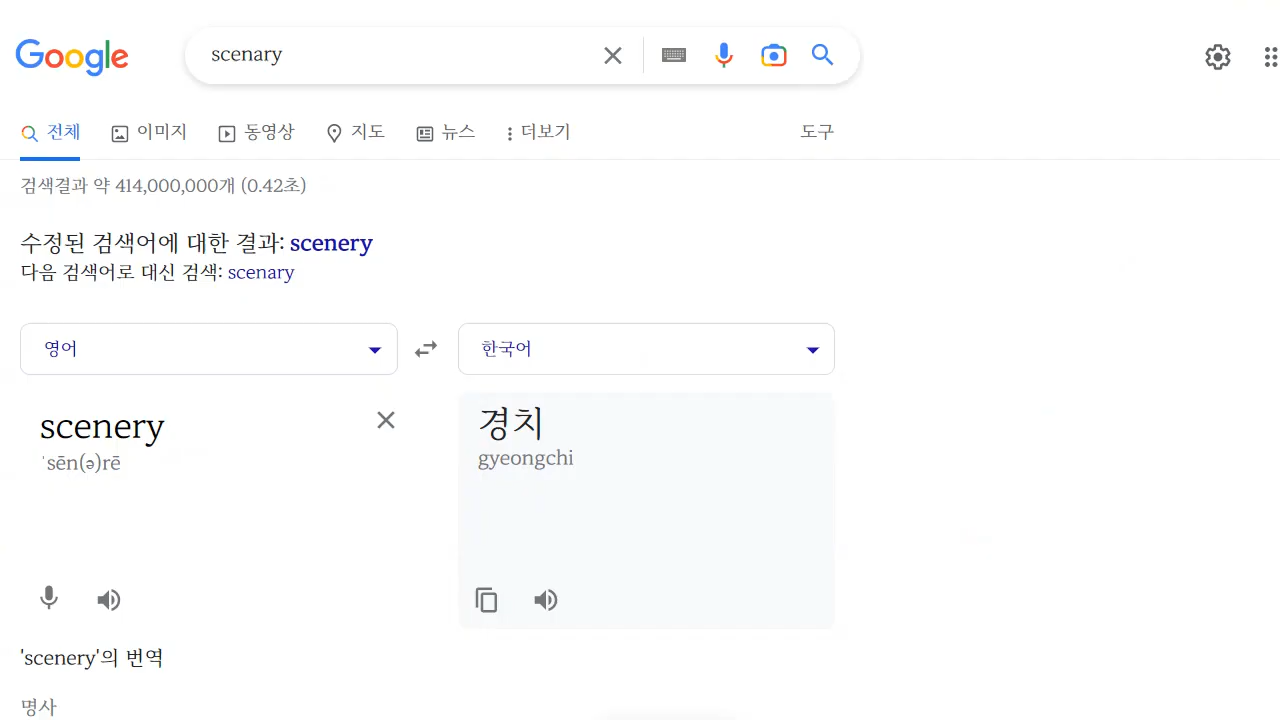 Google
scenary
전체 이미지 동영상 지도 뉴스 더보기 도구
검색결과 약 414,000,000개 (0.42초)
수정된 검색어에 대한 결과: scenery
다음 검색어로 대신 검색: scenary
영어 한국어
scenery 경치
ˈsēn(ə)rē gyeongchi
'scenery'의 번역
명사